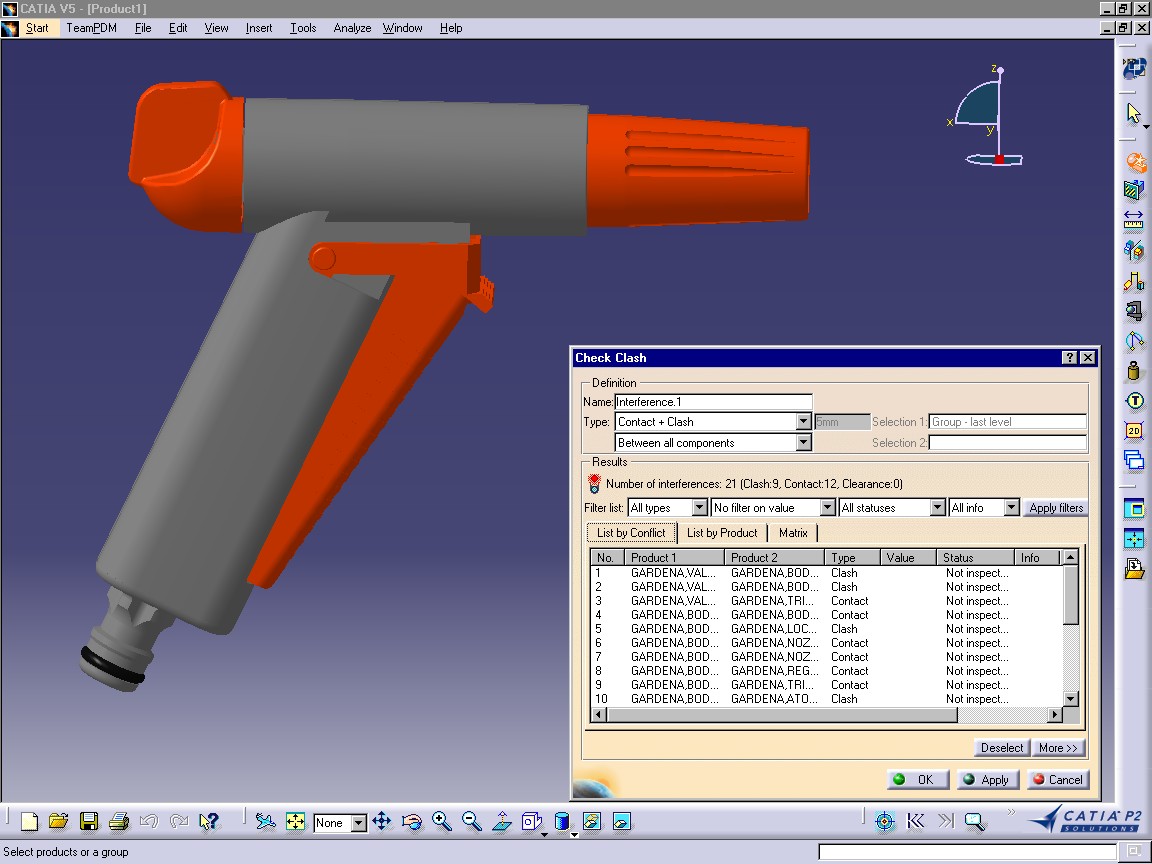 CATIA V5 - [Product1]
Start TeamPDM File Edit View Insert Tools Analyze Window Help
z
x
y
Check Clash
Definition
Name: Interference.1
Type: Contact + Clash 5mm Selection 1: Group - last level
Between all components Selection 2:
Results
Number of interferences: 21 (Clash:9, Contact:12, Clearance:0)
Filter list: All types No filter on value All statuses All info Apply filters
List by Conflict List by Product Matrix
No. Product 1 Product 2 Type Value Status Info
1 GARDENA,VAL... GARDENA,BOD... Clash Not inspect...
2 GARDENA,VAL... GARDENA,BOD... Clash Not inspect...
3 GARDENA,VAL... GARDENA,TRI... Contact Not inspect...
4 GARDENA,BOD... GARDENA,BOD... Contact Not inspect...
5 GARDENA,BOD... GARDENA,LOC... Clash Not inspect...
6 GARDENA,BOD... GARDENA,NOZ... Contact Not inspect...
7 GARDENA,BOD... GARDENA,NOZ... Contact Not inspect...
8 GARDENA,BOD... GARDENA,REG... Contact Not inspect...
9 GARDENA,BOD... GARDENA,TRI... Contact Not inspect...
10 GARDENA,BOD... GARDENA,ATO... Clash Not inspect...
Deselect More >>
OK Apply Cancel
T
2D
None
CATIA P2
SOLUTIONS
Select products or a group